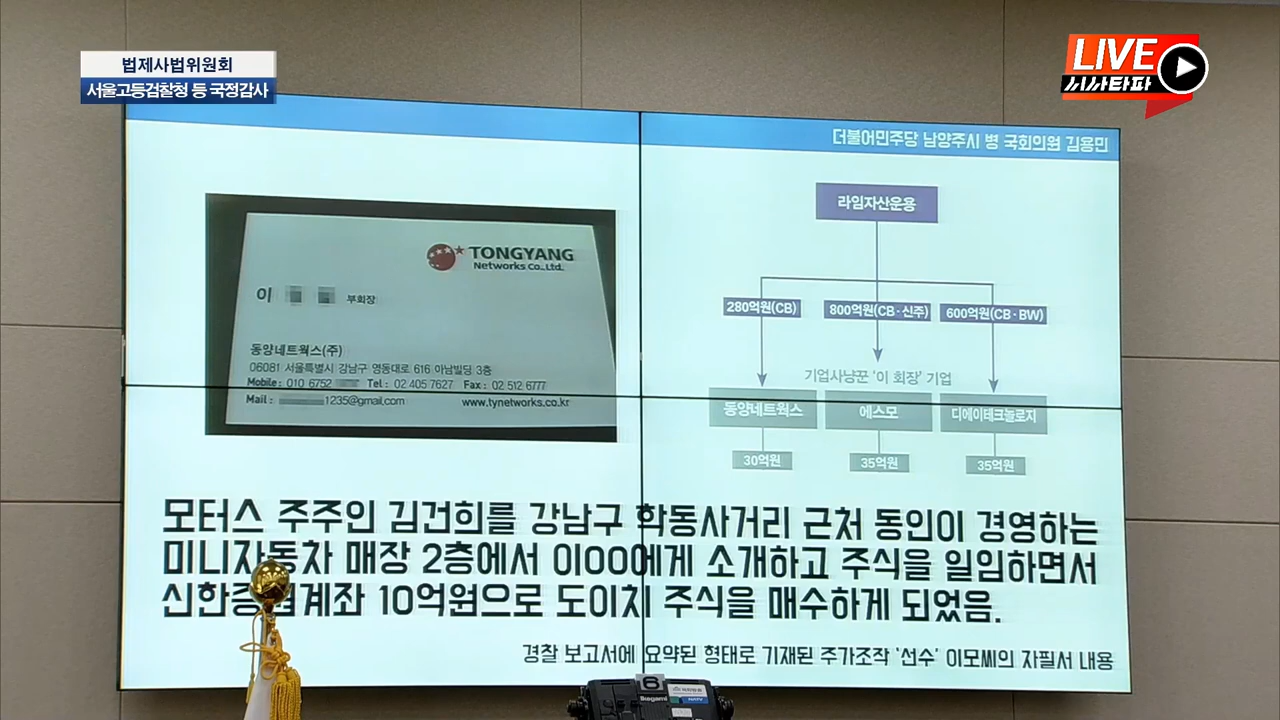 법제사법위원회
서울고등검찰청 등 국정감사
LIVE
시사타파
더불어민주당 남양주시 병 국회의원 김용민
TONGYANG
Networks Co.,Ltd.
이 부회장
동양네트웍스(주)
06081 서울특별시 강남구 영동대로 616 아남빌딩 3층
Mobile : 010 6752 Tel : 02 405 7627 Fax : 02 512 6777
Mail : 1235@gmail.com www.tynetworks.co.kr
라임자산운용
280억원(CB) 800억원(CB·신주) 600억원(CB·BW)
기업사냥꾼 '이 회장' 기업
동양네트웍스 에스모 디에이테크놀로지
30억원 35억원 35억원
모터스 주주인 김건희를 강남구 학동사거리 근처 동인이 경영하는
미니자동차 매장 2층에서 이OO에게 소개하고 주식을 일임하면서
신한증권계좌 10억원으로 도이치 주식을 매수하게 되었음.
경찰 보고서에 요약된 형태로 기재된 주가조작 '선수' 이모씨의 자필서 내용
6
Ikegami